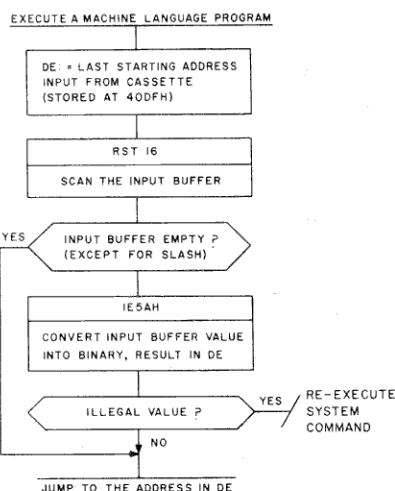 EXECUTE A MACHINE LANGUAGE PROGRAM
DE: = LAST STARTING ADDRESS
INPUT FROM CASSETTE
(STORED AT 40DFH)
RST 16
SCAN THE INPUT BUFFER
YES
INPUT BUFFER EMPTY ?
(EXCEPT FOR SLASH)
1E5AH
CONVERT INPUT BUFFER VALUE
INTO BINARY, RESULT IN DE
ILLEGAL VALUE ?
YES
RE-EXECUTE
SYSTEM
COMMAND
NO
JUMP TO THE ADDRESS IN DE